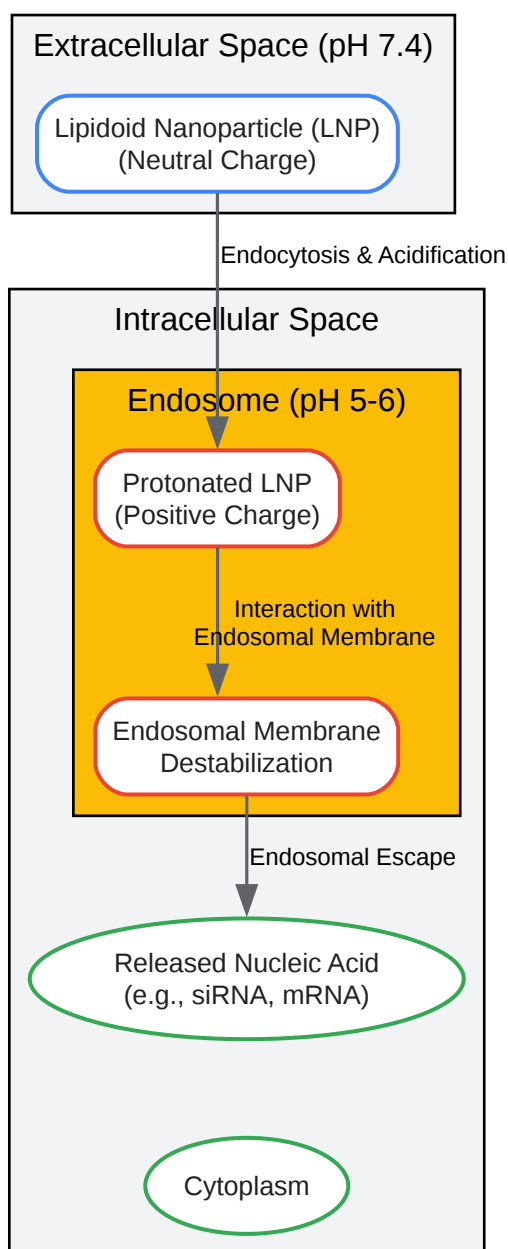 Extracellular Space (pH 7.4)
Lipidoid Nanoparticle (LNP)
(Neutral Charge)
Endocytosis & Acidification
Intracellular Space
Endosome (pH 5-6)
Protonated LNP
(Positive Charge)
Interaction with
Endosomal Membrane
Endosomal Membrane
Destabilization
Endosomal Escape
Released Nucleic Acid
(e.g., siRNA, mRNA)
Cytoplasm